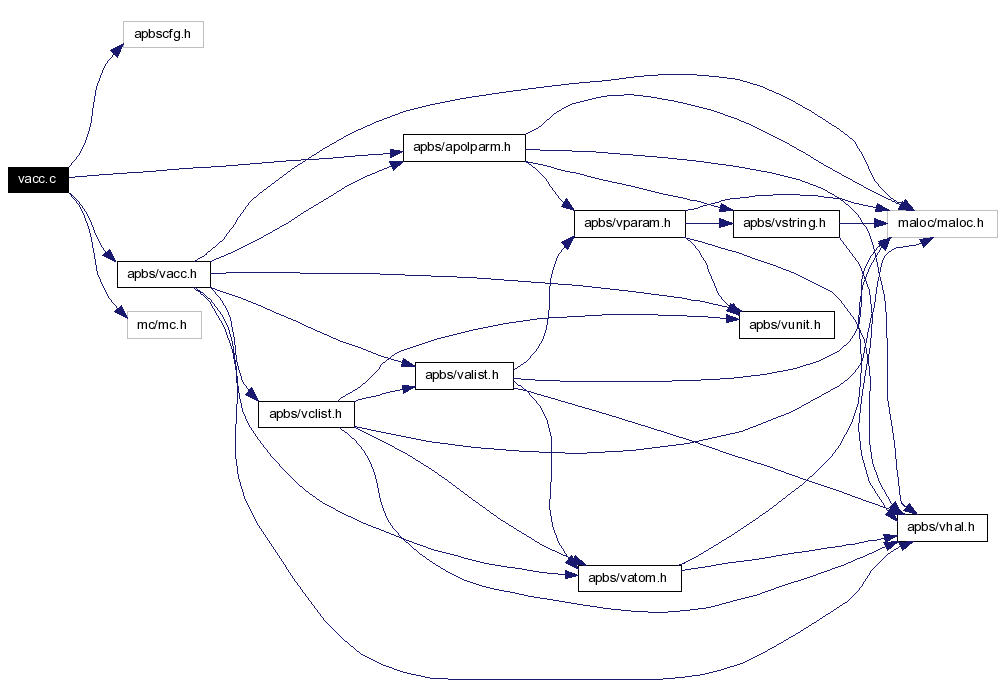 apbscfg.h
apbs/apolparm.h
vacc.c
apbs/vparam.h
apbs/vstring.h
maloc/maloc.h
apbs/vacc.h
mc/mc.h
apbs/vunit.h
apbs/valist.h
apbs/vclist.h
apbs/vhal.h
apbs/vatom.h